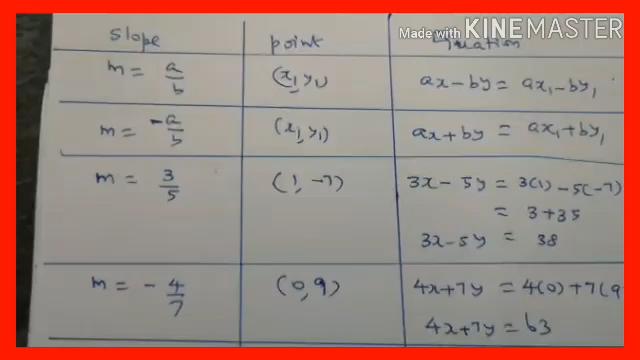 Made with KINEMASTER
slope point
m = a/b (x₁, y₁) ax - by = ax₁ - by₁
m = -a/b (x₁, y₁) ax + by = ax₁ + by₁
m = 3/5 (1, -7) 3x - 5y = 3(1) - 5(-7)
= 3 + 35
3x - 5y = 38
m = - 4/7 (0, 9) 4x + 7y = 4(0) + 7(9
4x + 7y = 63